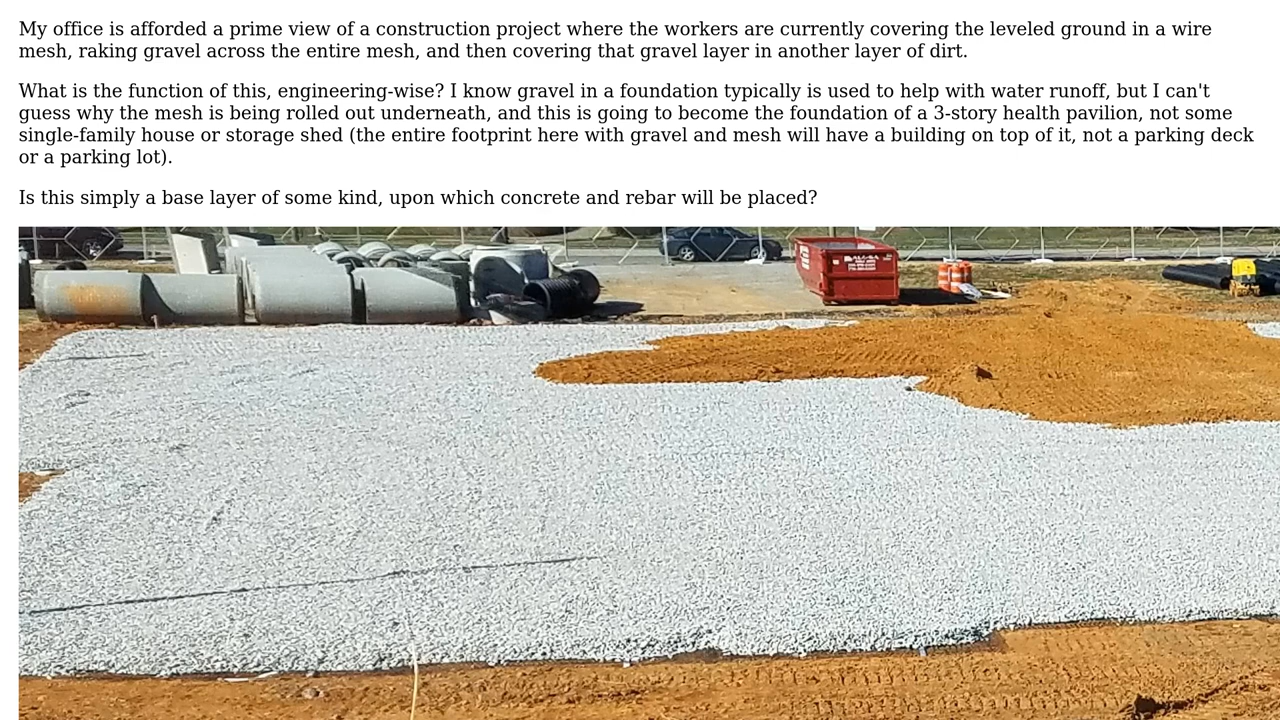 My office is afforded a prime view of a construction project where the workers are currently covering the leveled ground in a wire
mesh, raking gravel across the entire mesh, and then covering that gravel layer in another layer of dirt.
What is the function of this, engineering-wise? I know gravel in a foundation typically is used to help with water runoff, but I can't
guess why the mesh is being rolled out underneath, and this is going to become the foundation of a 3-story health pavilion, not some
single-family house or storage shed (the entire footprint here with gravel and mesh will have a building on top of it, not a parking deck
or a parking lot).
Is this simply a base layer of some kind, upon which concrete and rebar will be placed?